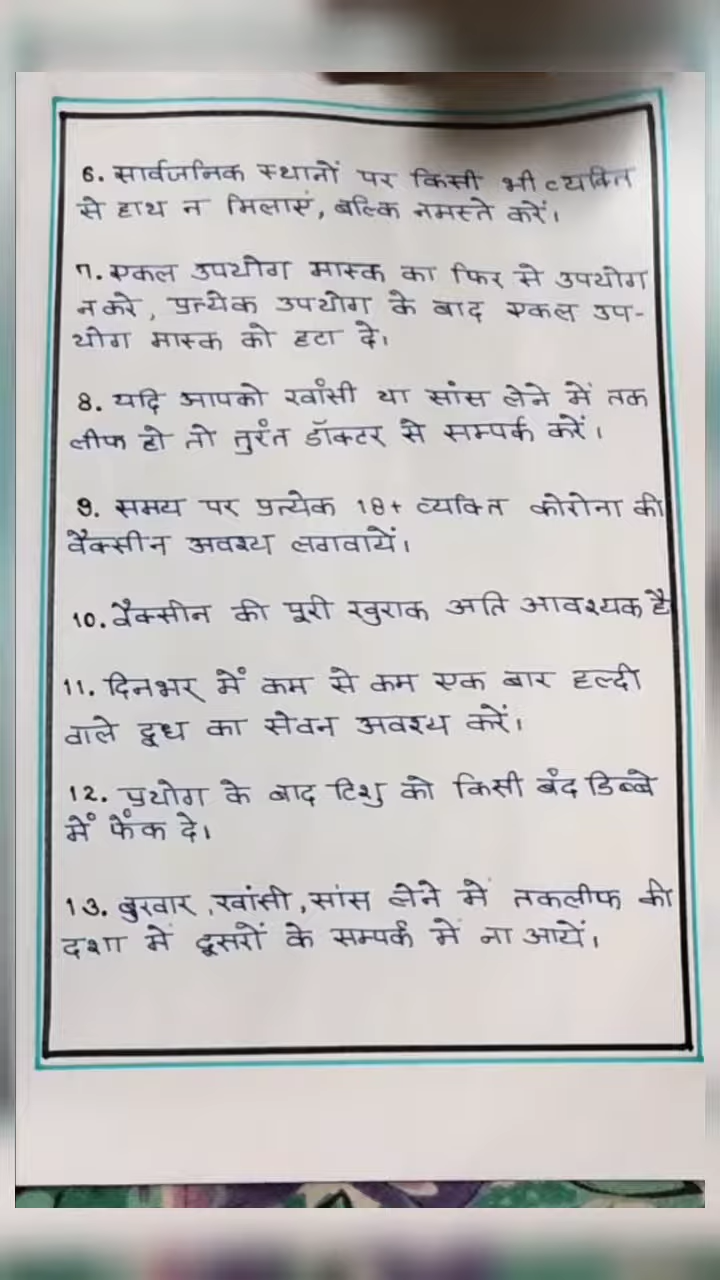 6. सार्वजनिक स्थानों पर किसी भी व्यक्ति
से हाथ न मिलाएं, बल्कि नमस्ते करें।
7. एकल उपयोग मास्क का फिर से उपयोग
न करे, प्रत्येक उपयोग के बाद एकल उप-
योग मास्क को हटा दे।
8. यदि आपको खाँसी या सांस लेने में तक
लीफ हो तो तुरंत डॉक्टर से सम्पर्क करें।
9. समय पर प्रत्येक 18+ व्यक्ति कोरोना की
वैक्सीन अवश्य लगवायें।
10. वैक्सीन की पूरी खुराक अति आवश्यक है
11. दिनभर में कम से कम एक बार हल्दी
वाले दूध का सेवन अवश्य करें।
12. प्रयोग के बाद टिशु को किसी बंद डिब्बे
में फेंक दे।
13. बुखार, खांसी, सांस लेने में तकलीफ की
दशा में दूसरों के सम्पर्क में ना आयें।